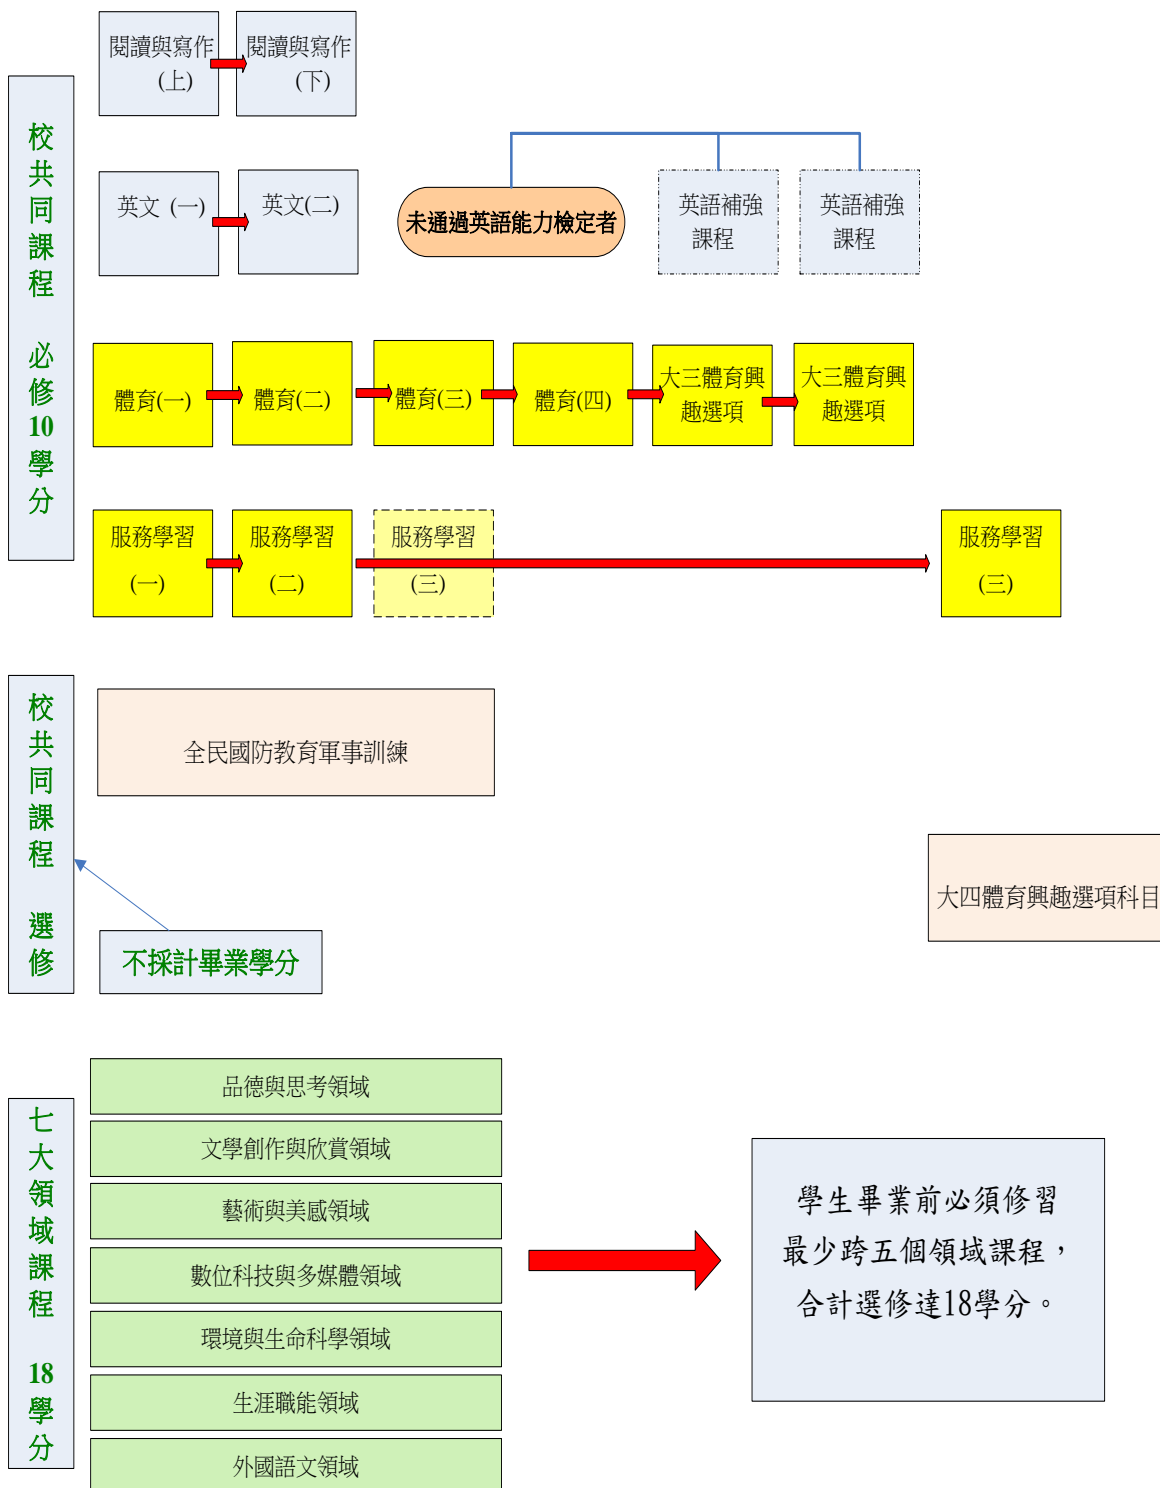 校共同課程 必修10學分
閱讀與寫作
(上)
閱讀與寫作
(下)
英文 (一)
英文(二)
未通過英語能力檢定者
英語補強
課程
英語補強
課程
體育(一)
體育(二)
體育(三)
體育(四)
大三體育興
趣選項
大三體育興
趣選項
服務學習
(一)
服務學習
(二)
服務學習
(三)
服務學習
(三)
校共同課程 選修
全民國防教育軍事訓練
大四體育興趣選項科目
不採計畢業學分
七大領域課程 18學分
品德與思考領域
文學創作與欣賞領域
藝術與美感領域
數位科技與多媒體領域
環境與生命科學領域
生涯職能領域
外國語文領域
學生畢業前必須修習
最少跨五個領域課程，
合計選修達18學分。